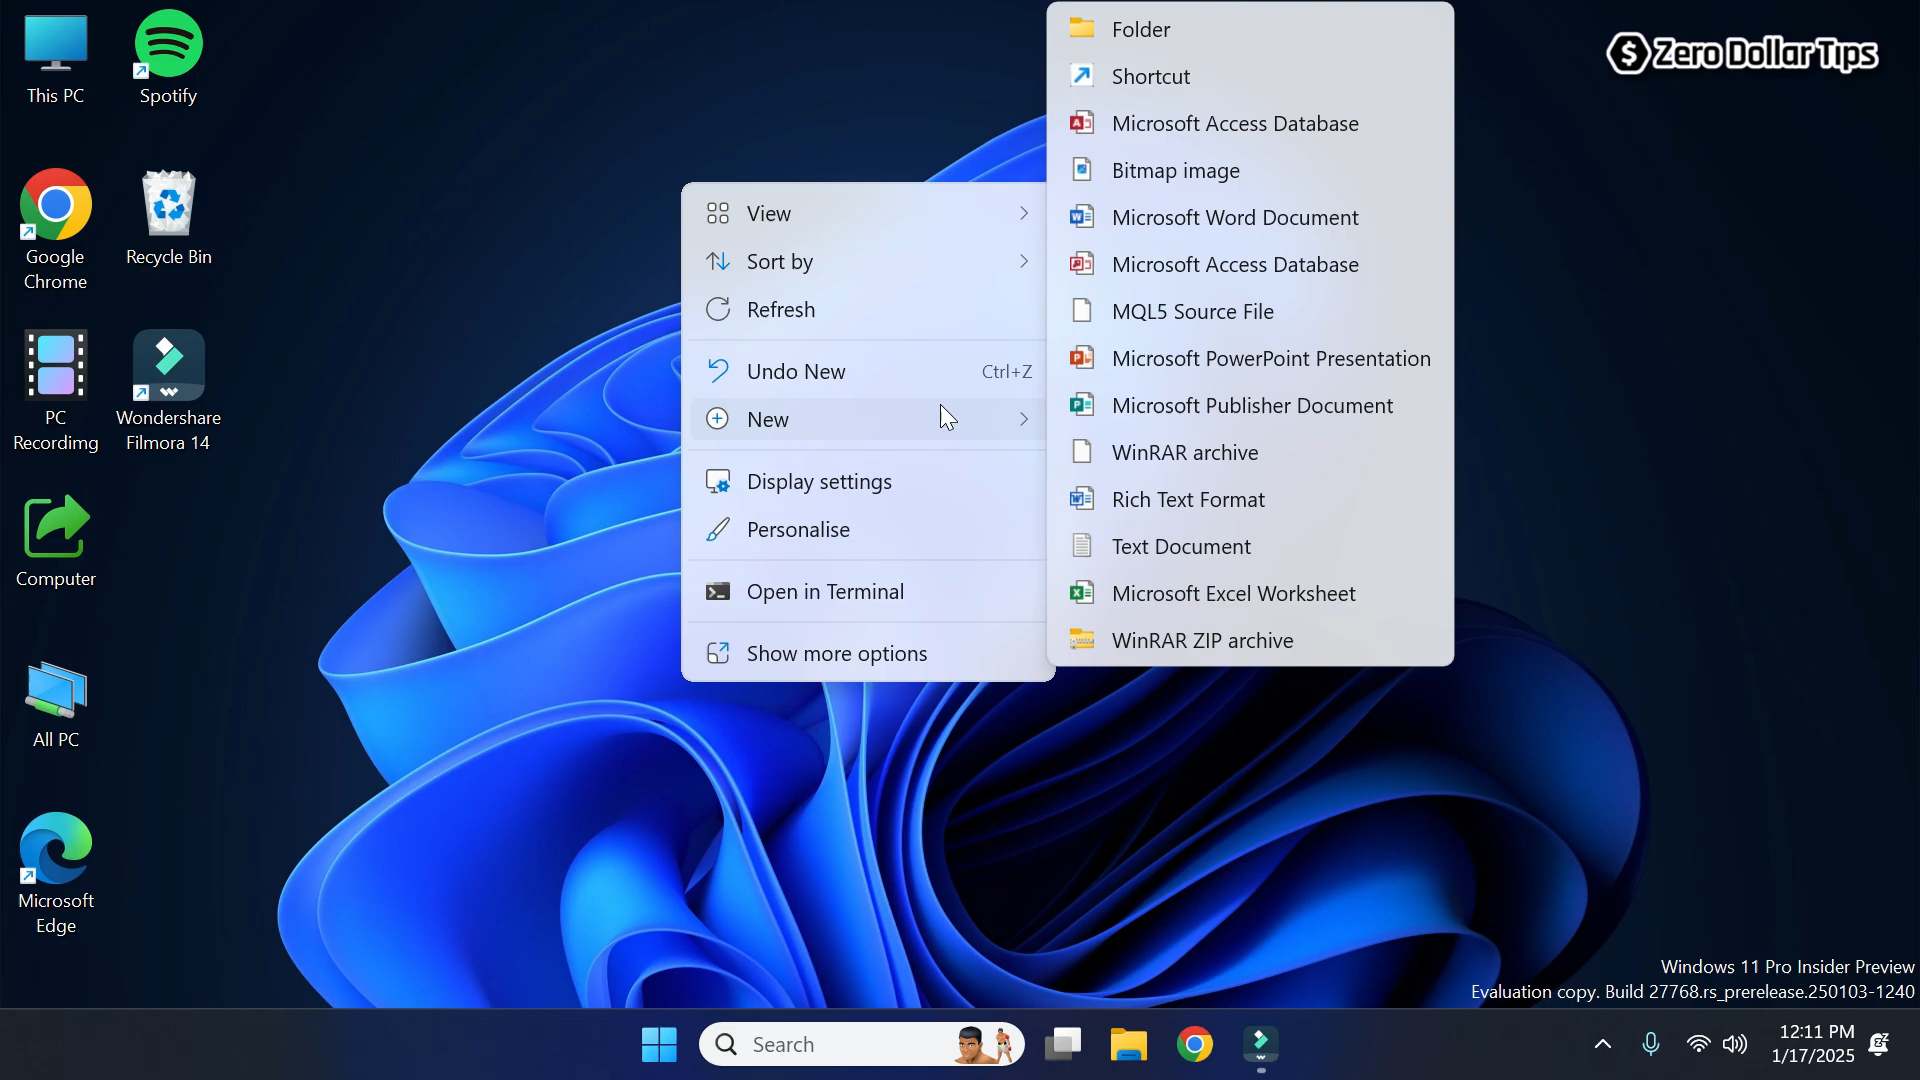 This PC
Spotify
Google
Chrome
Recycle Bin
PC
Recordimg
Wondershare
Filmora 14
Computer
All PC
Microsoft
Edge
View
Sort by
Refresh
Undo New Ctrl+Z
New
Display settings
Personalise
Open in Terminal
Show more options
Folder
Shortcut
Microsoft Access Database
Bitmap image
Microsoft Word Document
Microsoft Access Database
MQL5 Source File
Microsoft PowerPoint Presentation
Microsoft Publisher Document
WinRAR archive
Rich Text Format
Text Document
Microsoft Excel Worksheet
WinRAR ZIP archive
$ Zero Dollar Tips
Windows 11 Pro Insider Preview
Evaluation copy. Build 27768.rs_prerelease.250103-1240
Search
12:11 PM
1/17/2025